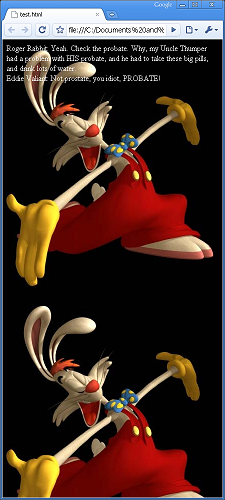 Google
test.html
file:///C:/Documents%20and%
Roger Rabbit: Yeah. Check the probate. Why, my Uncle Thumper
had a problem with HIS probate, and he had to take these big pills,
and drink lots of water.
Eddie Valiant: Not prostate, you idiot, PROBATE!